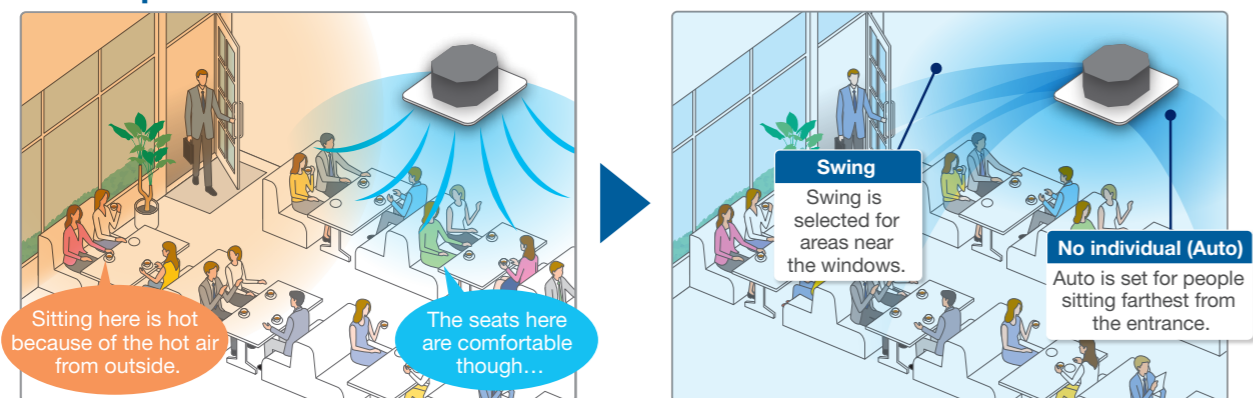 Sitting here is hot
because of the hot air
from outside.
The seats here
are comfortable
though…
Swing
Swing is
selected for
areas near
the windows.
No individual (Auto)
Auto is set for people
sitting farthest from
the entrance.